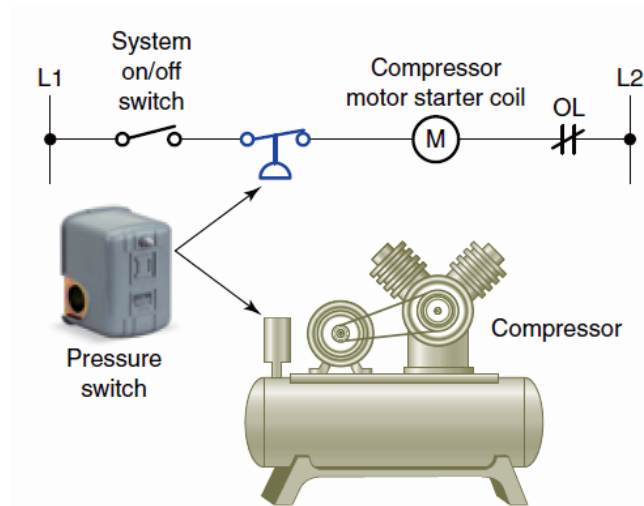 System
on/off
switch
L1
Compressor
motor starter coil
L2
OL
M
Pressure
switch
Compressor